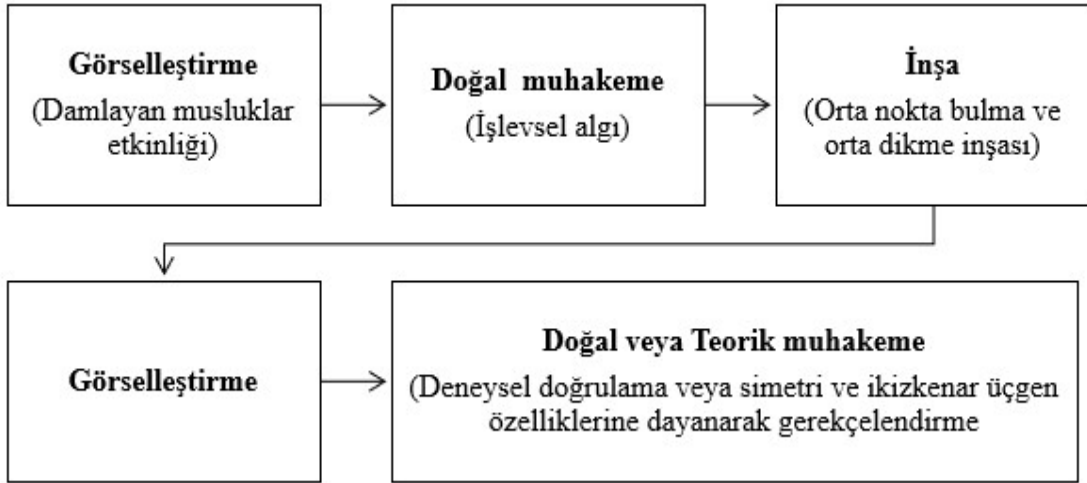 Görselleştirme
(Damlayan musluklar
etkinliği)
Doğal muhakeme
(İşlevsel algı)
İnşa
(Orta nokta bulma ve
orta dikme inşası)
Görselleştirme
Doğal veya Teorik muhakeme
(Deneysel doğrulama veya simetri ve ikizkenar üçgen
özelliklerine dayanarak gerekçelendirme